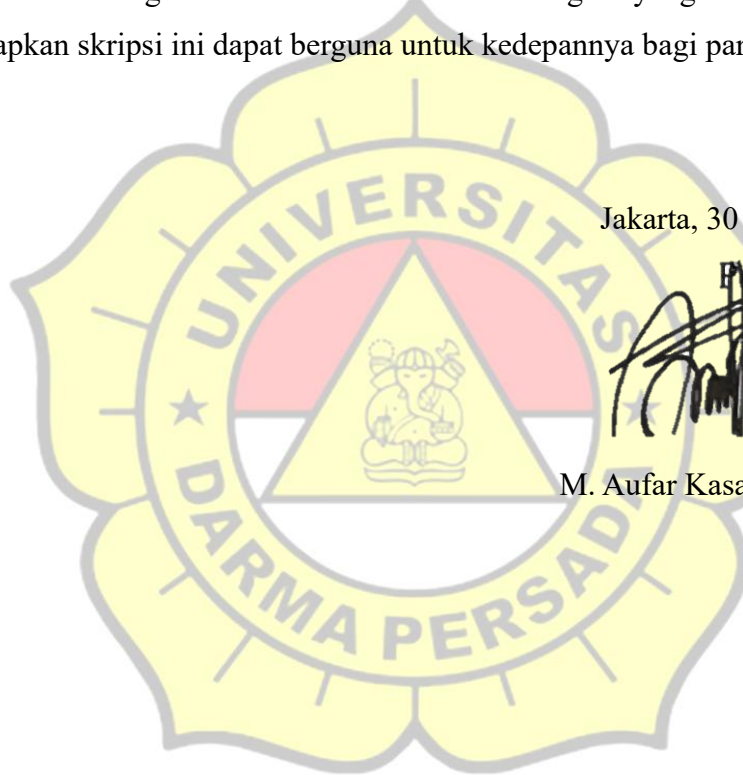 apkan skripsi ini dapat berguna untuk kedepannya bagi par
UNIVERSITAS
Jakarta, 30
DARMA PERSADA
M. Aufar Kasa